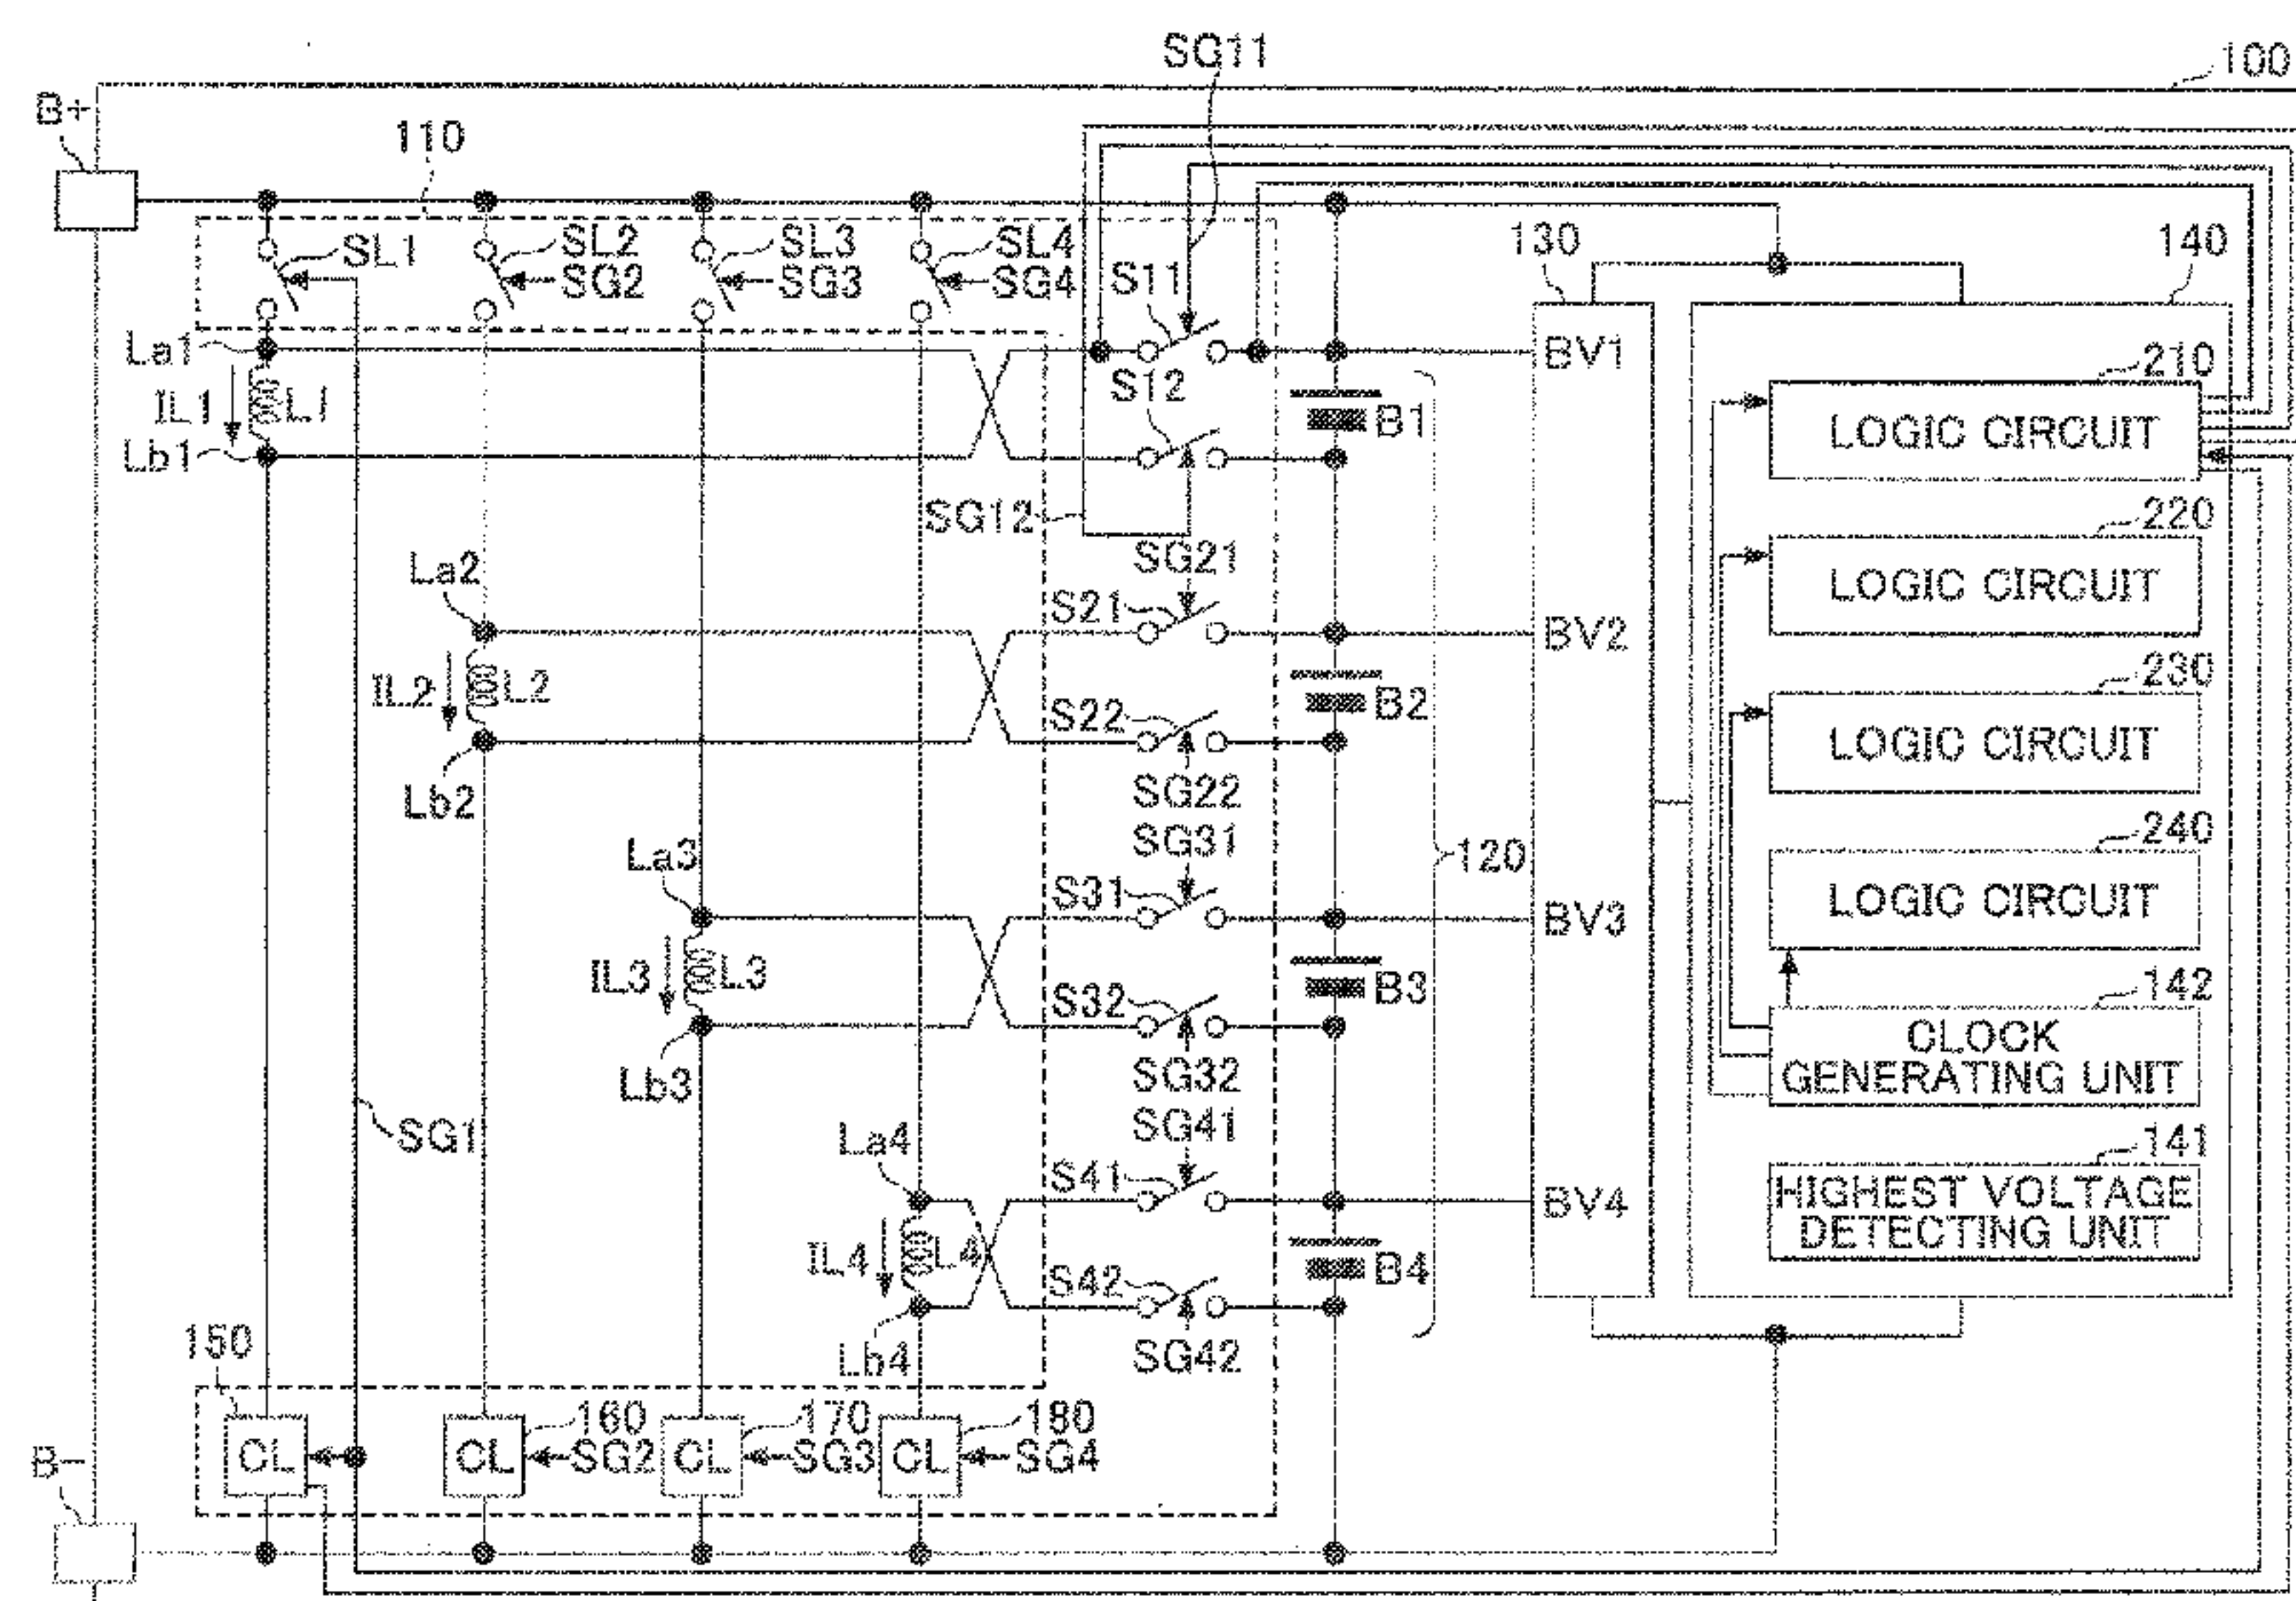 SG11
100
B+
110
SL1
SL2
SG2
SL3
SG3
SL4
SG4
S11
130
140
La1
IL1
L1
Lb1
S12
B1
BV1
210
LOGIC CIRCUIT
SG12
220
LOGIC CIRCUIT
SG21
La2
S21
BV2
IL2
L2
S22
B2
230
LOGIC CIRCUIT
Lb2
SG22
SG31
120
240
LOGIC CIRCUIT
La3
S31
BV3
IL3
L3
S32
B3
142
CLOCK
GENERATING UNIT
Lb3
SG32
SG1
SG41
La4
141
HIGHEST VOLTAGE
DETECTING UNIT
S41
BV4
IL4
L4
S42
B4
150
Lb4
SG42
CL
160
CL
SG2
170
CL
SG3
180
CL
SG4
B-